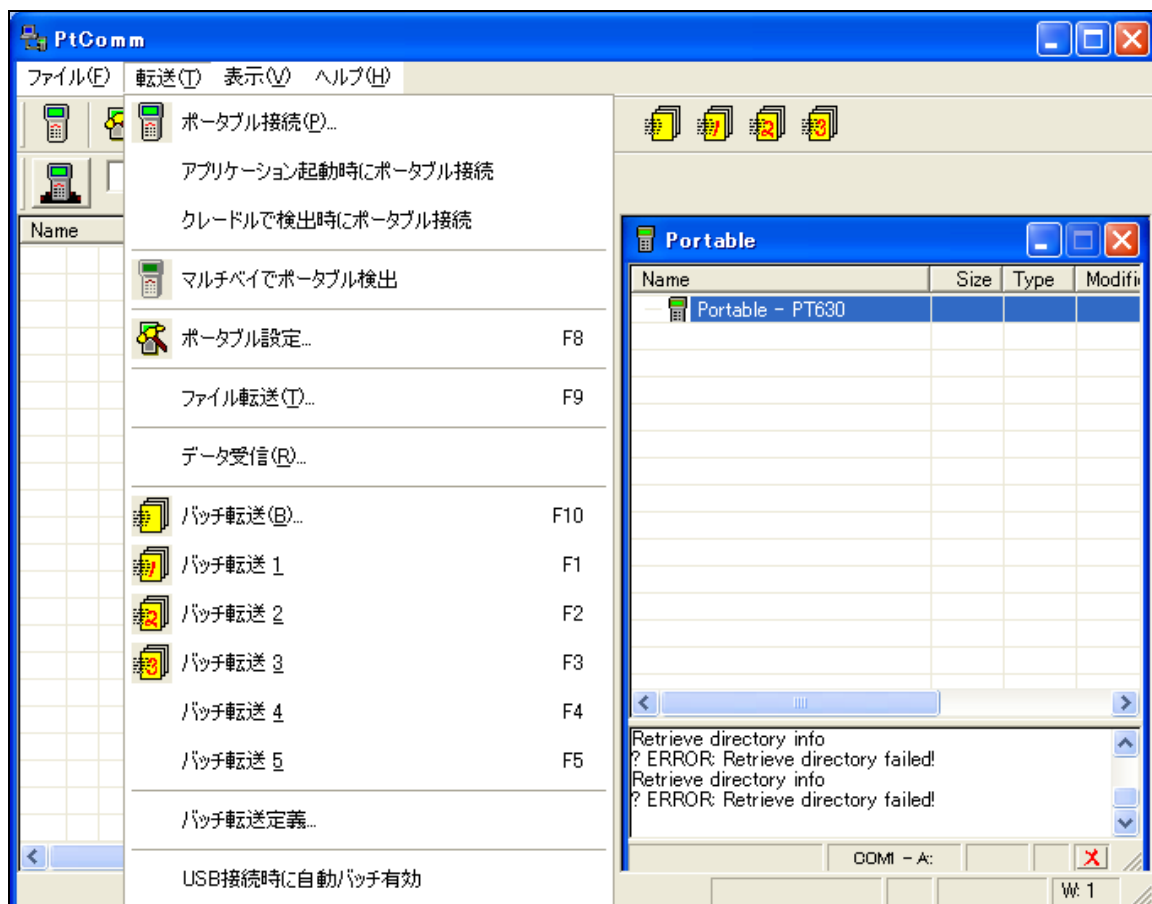 PtComm
ファイル(F) 転送(T) 表示(V) ヘルプ(H)
ポータブル接続(P)...
アプリケーション起動時にポータブル接続
クレードルで検出時にポータブル接続
マルチベイでポータブル検出
ポータブル設定... F8
ファイル転送(T)... F9
データ受信(R)...
バッチ転送(B)... F10
バッチ転送 1 F1
バッチ転送 2 F2
バッチ転送 3 F3
バッチ転送 4 F4
バッチ転送 5 F5
バッチ転送定義...
USB接続時に自動バッチ有効
1 2 3
Name
Portable
Name Size Type Modifi
Portable - PT630
Retrieve directory info
? ERROR: Retrieve directory failed!
Retrieve directory info
? ERROR: Retrieve directory failed!
COM1 - A:
W: 1